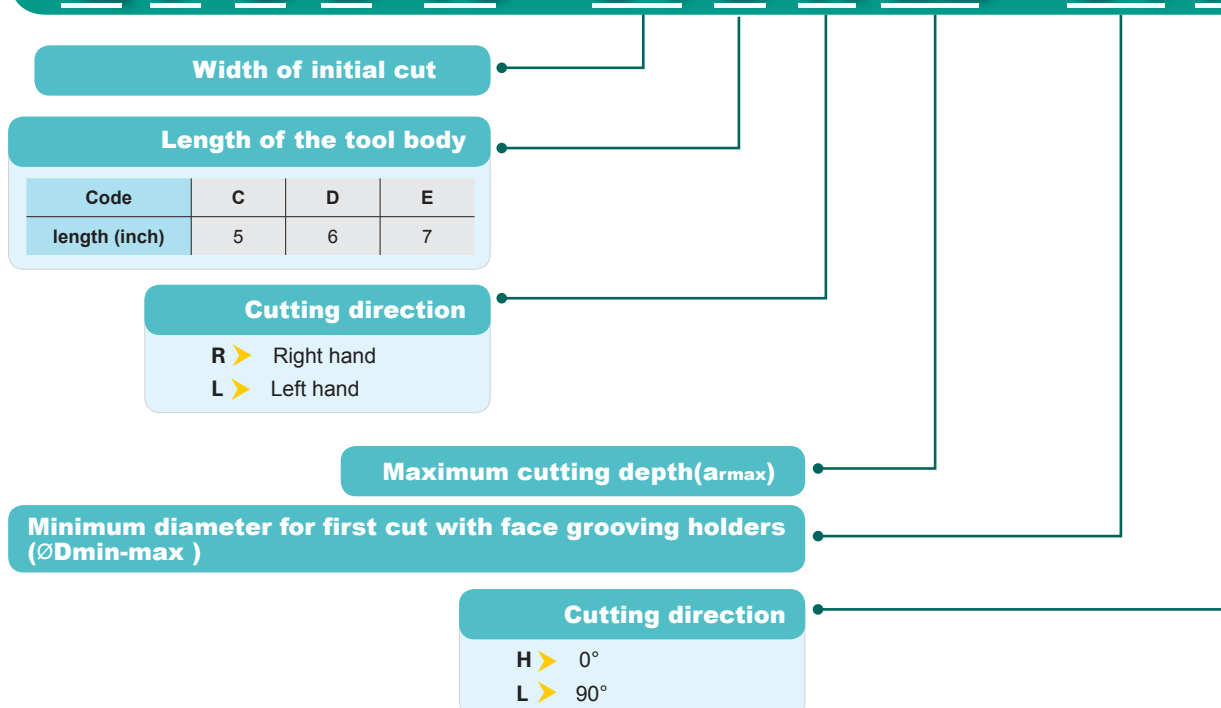 Width of initial cut
Length of the tool body
Code C D E
length (inch) 5 6 7
Cutting direction
R Right hand
L Left hand
Maximum cutting depth(armax)
Minimum diameter for first cut with face grooving holders
(ØDmin-max )
Cutting direction
H 0°
L 90°